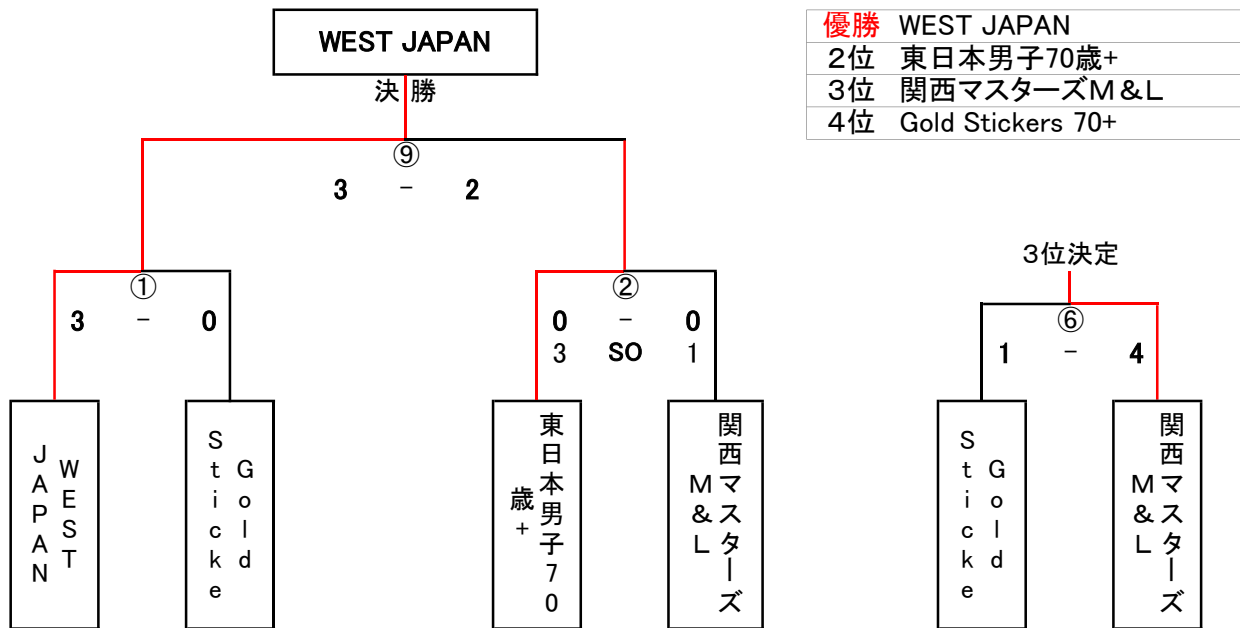 WEST JAPAN
決勝
⑨
3 - 2
優勝 WEST JAPAN
2位 東日本男子70歳+
3位 関西マスターズM&L
4位 Gold Stickers 70+
①
3 - 0
②
0 - 0
3 SO 1
3位決定
⑥
1 - 4
WEST
JAPAN
Gold
Sticke
東日本男子70
歳+
関西マスターズ
M&L
Gold
Sticke
関西マスターズ
M&L